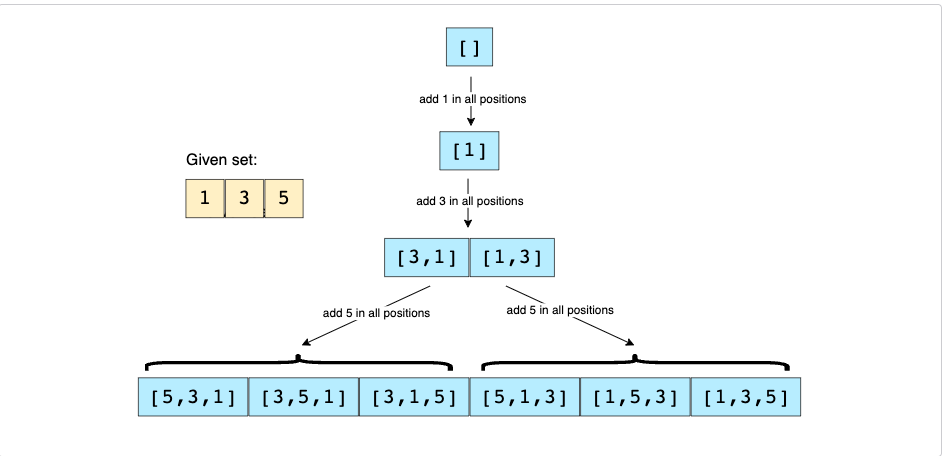 []
add 1 in all positions
[1]
Given set:
1 3 5
add 3 in all positions
[3,1] [1,3]
add 5 in all positions
add 5 in all positions
[5,3,1] [3,5,1] [3,1,5] [5,1,3] [1,5,3] [1,3,5]